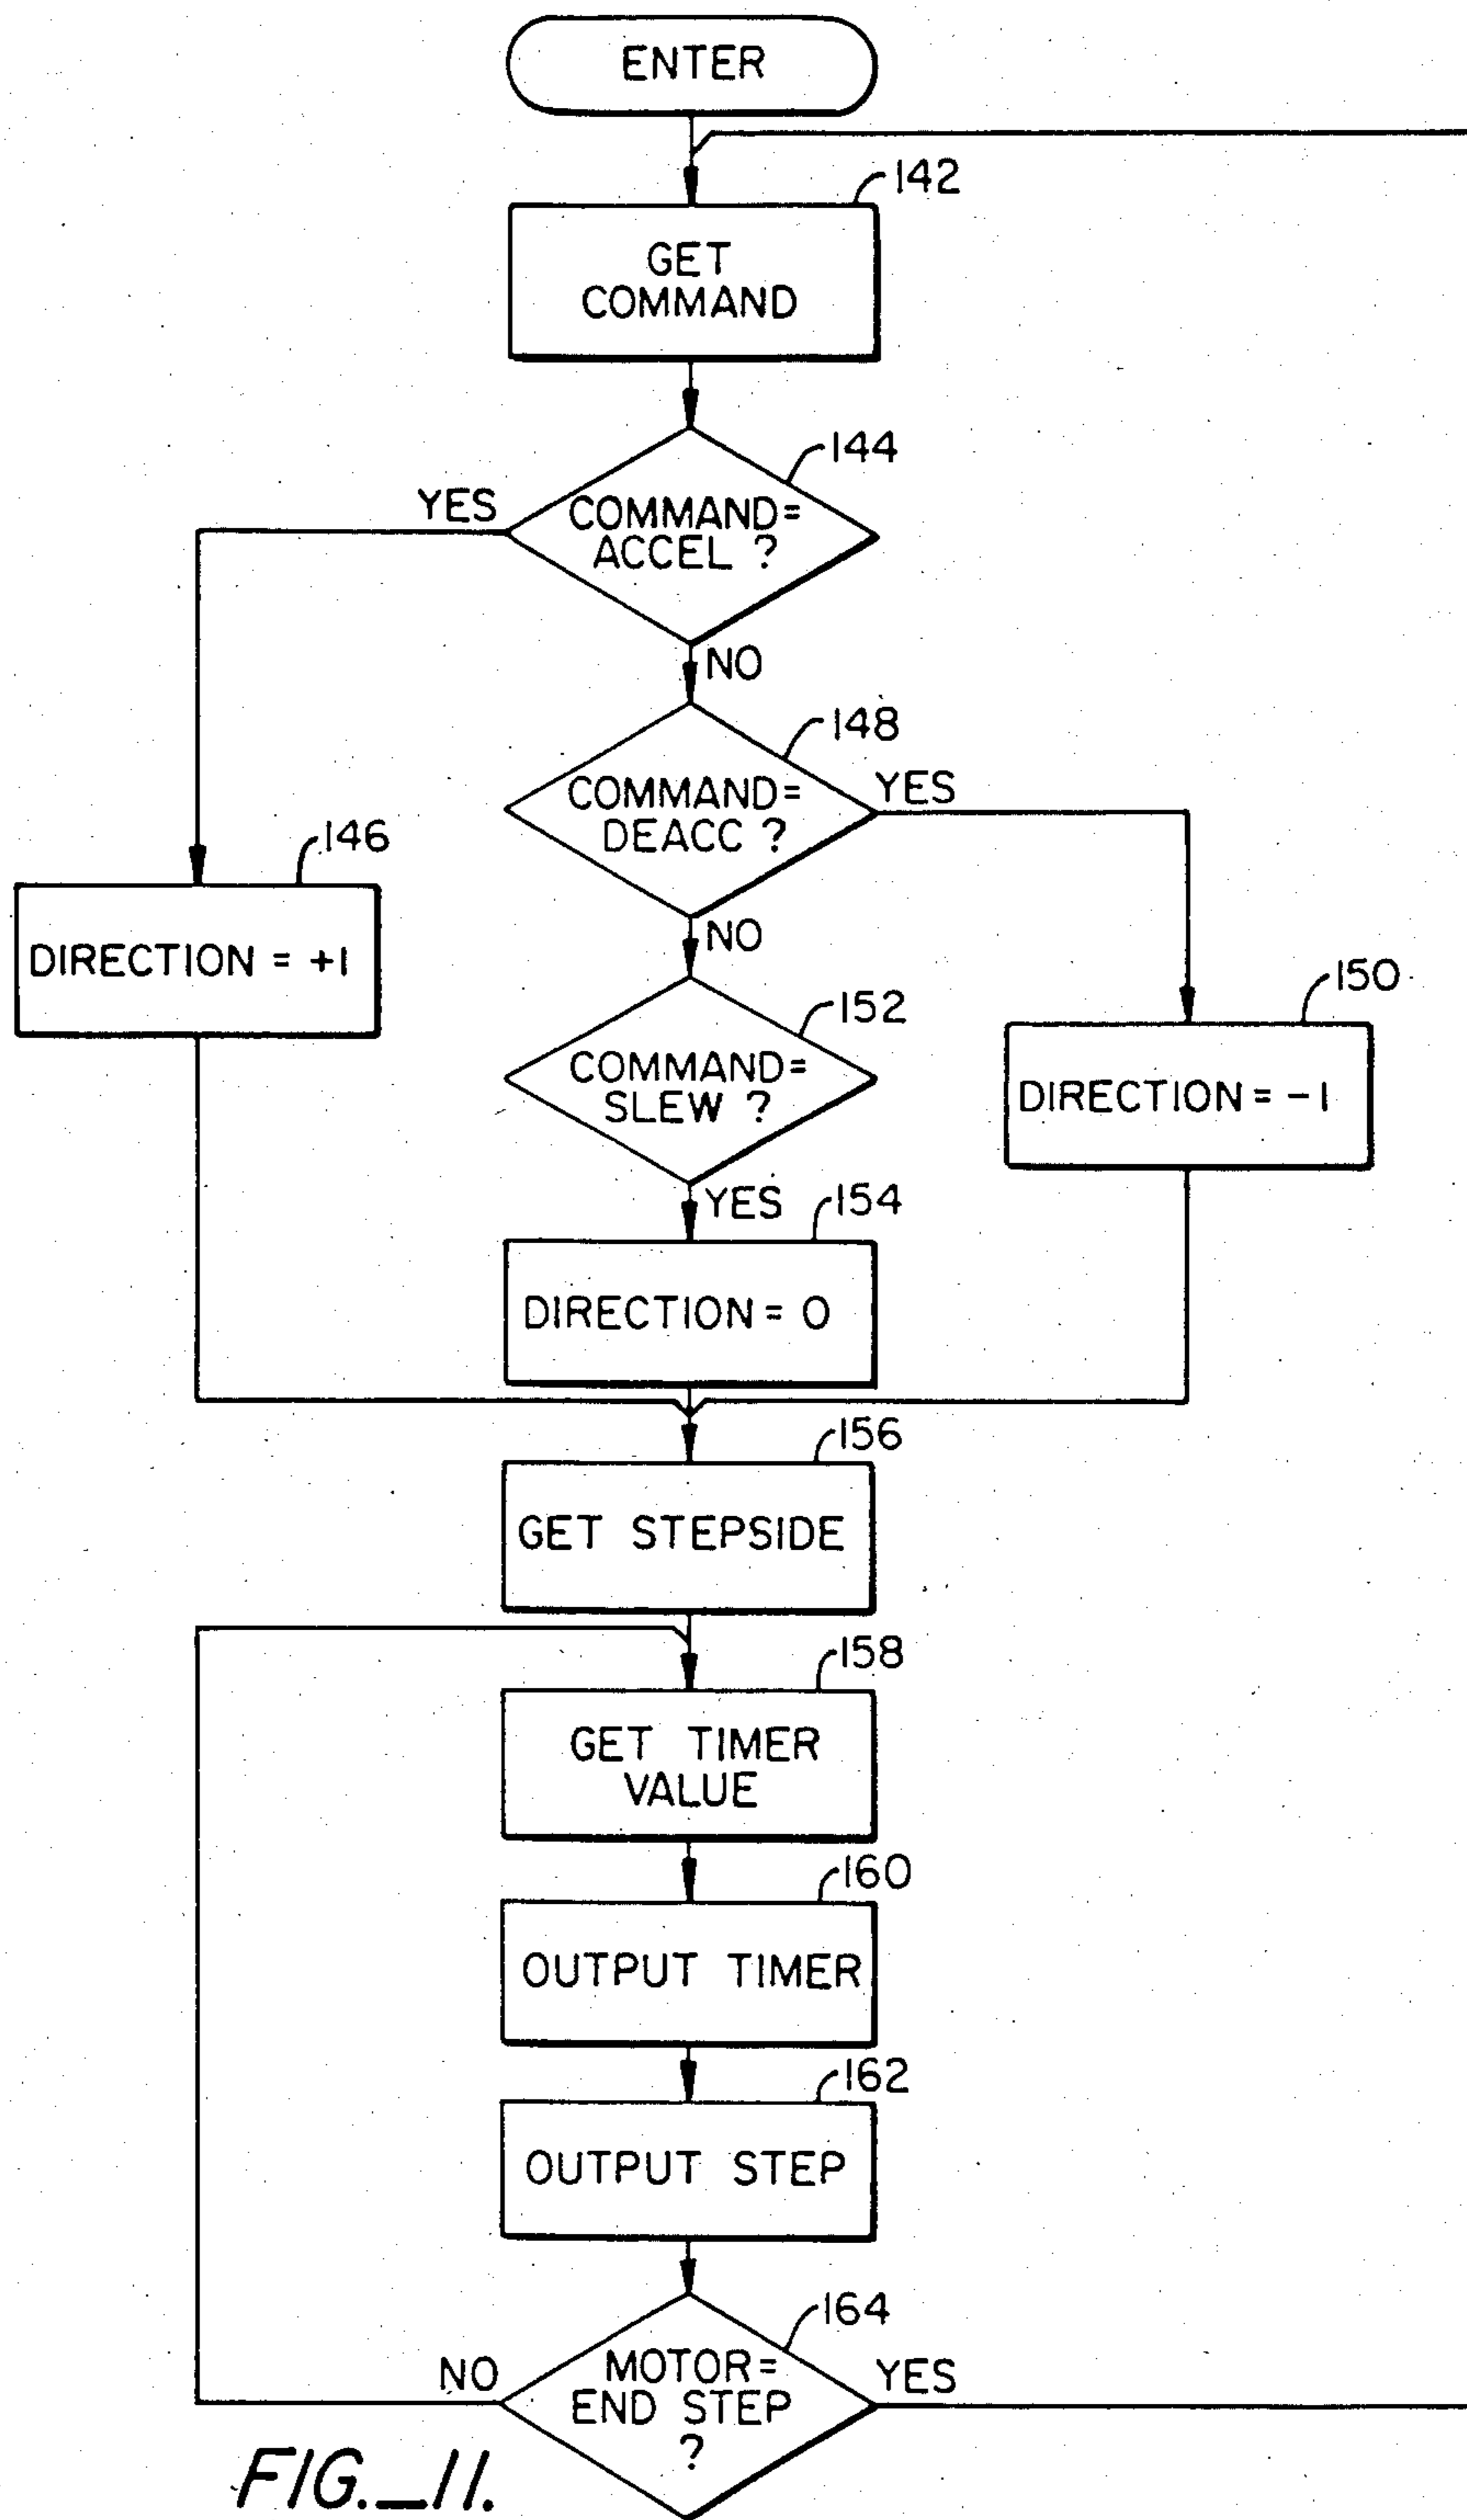 ENTER
142
GET
COMMAND
144
YES
COMMAND=
ACCEL ?
NO
148
COMMAND=
DEACC ?
YES
146
DIRECTION = +1
NO
152
COMMAND=
SLEW ?
150
DIRECTION = -1
YES
154
DIRECTION = 0
156
GET STEPSIDE
158
GET TIMER
VALUE
160
OUTPUT TIMER
162
OUTPUT STEP
164
NO
MOTOR=
END STEP
?
YES
FIG._11.